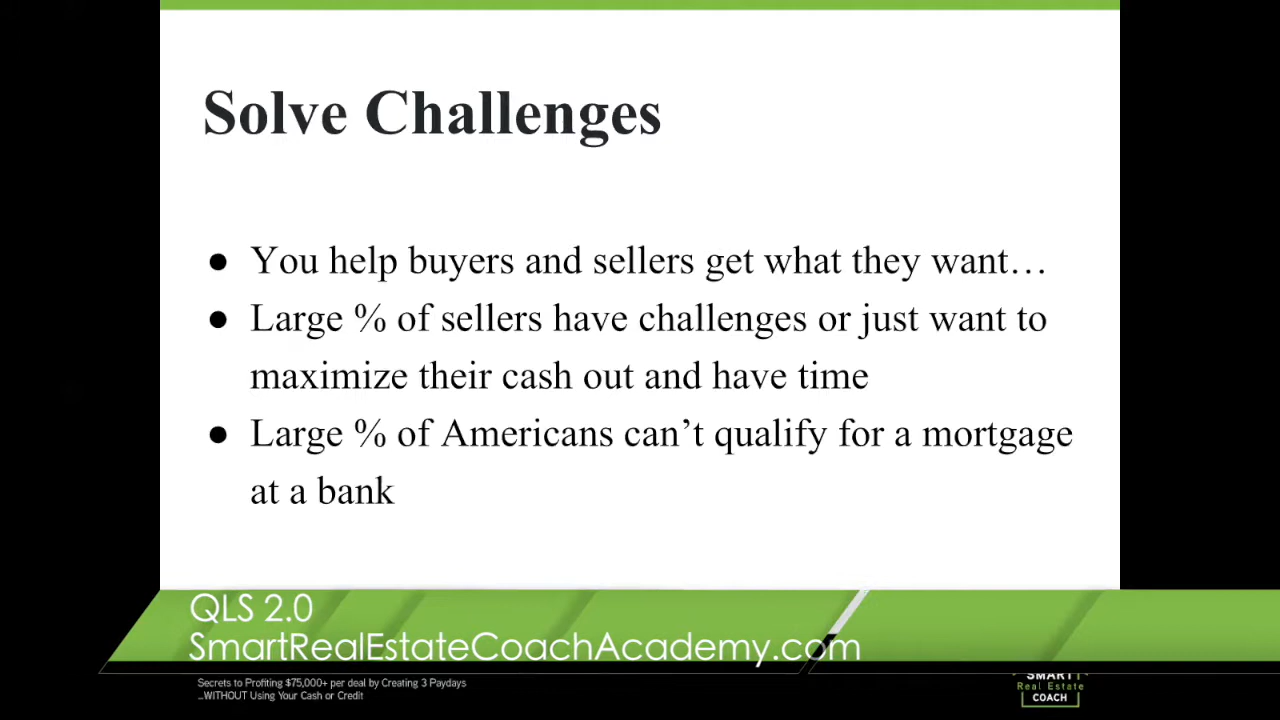 Solve Challenges
● You help buyers and sellers get what they want…
● Large % of sellers have challenges or just want to
maximize their cash out and have time
● Large % of Americans can’t qualify for a mortgage
at a bank
QLS 2.0
SmartRealEstateCoachAcademy.com
Secrets to Profiting $75,000+ per deal by Creating 3 Paydays
...WITHOUT Using Your Cash or Credit
SMART
Real Estate
COACH